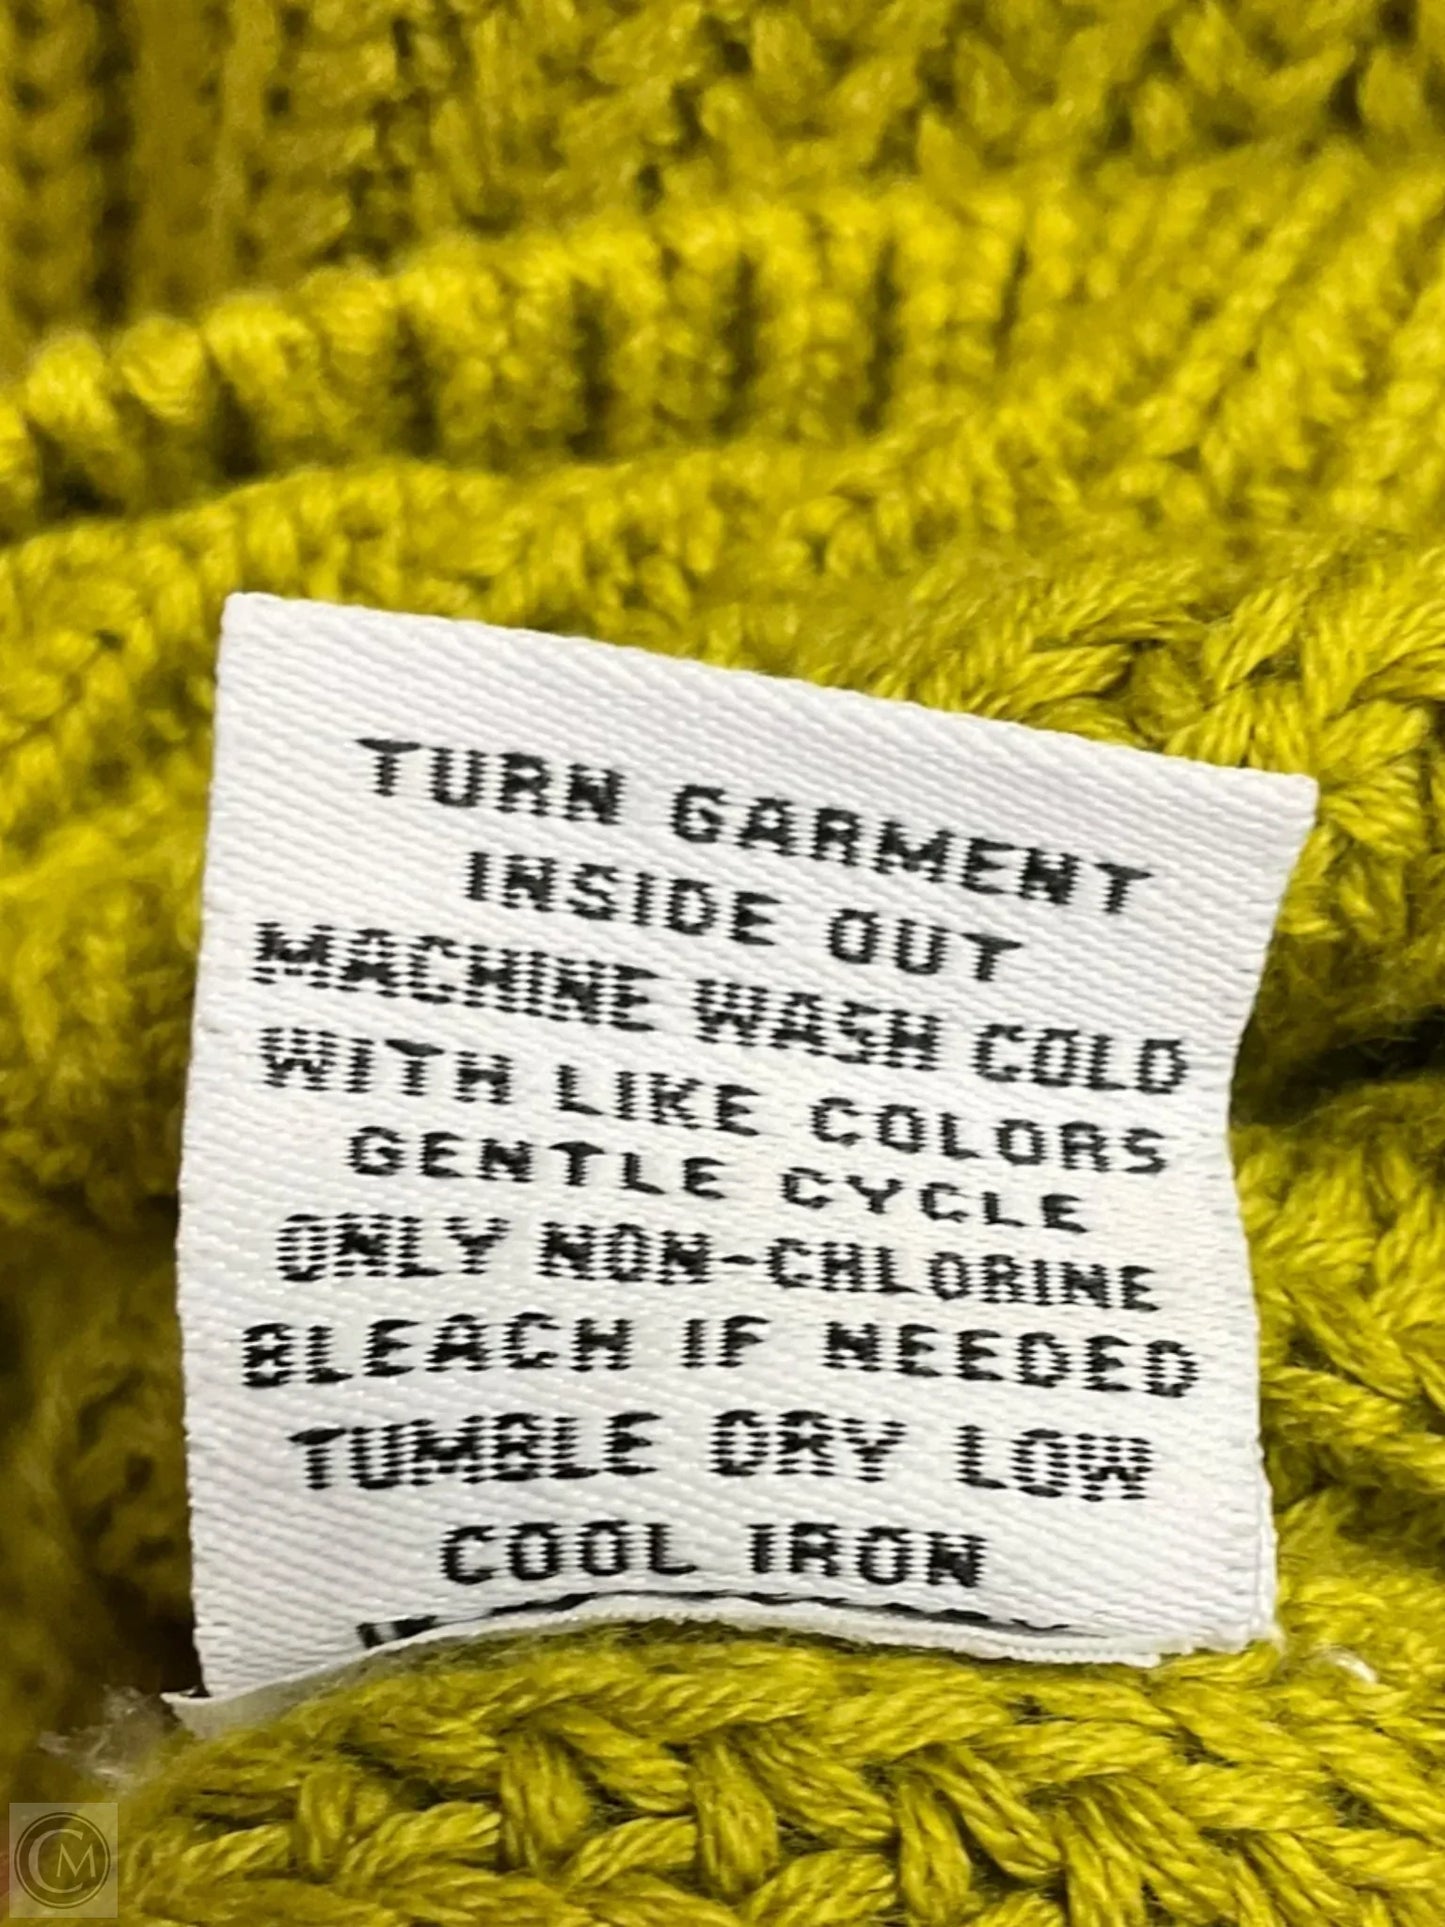 TURN GARMENT
INSIDE OUT
MACHINE WASH COLD
WITH LIKE COLORS
GENTLE CYCLE
ONLY NON-CHLORINE
BLEACH IF NEEDED
TUMBLE DRY LOW
COOL IRON
CM